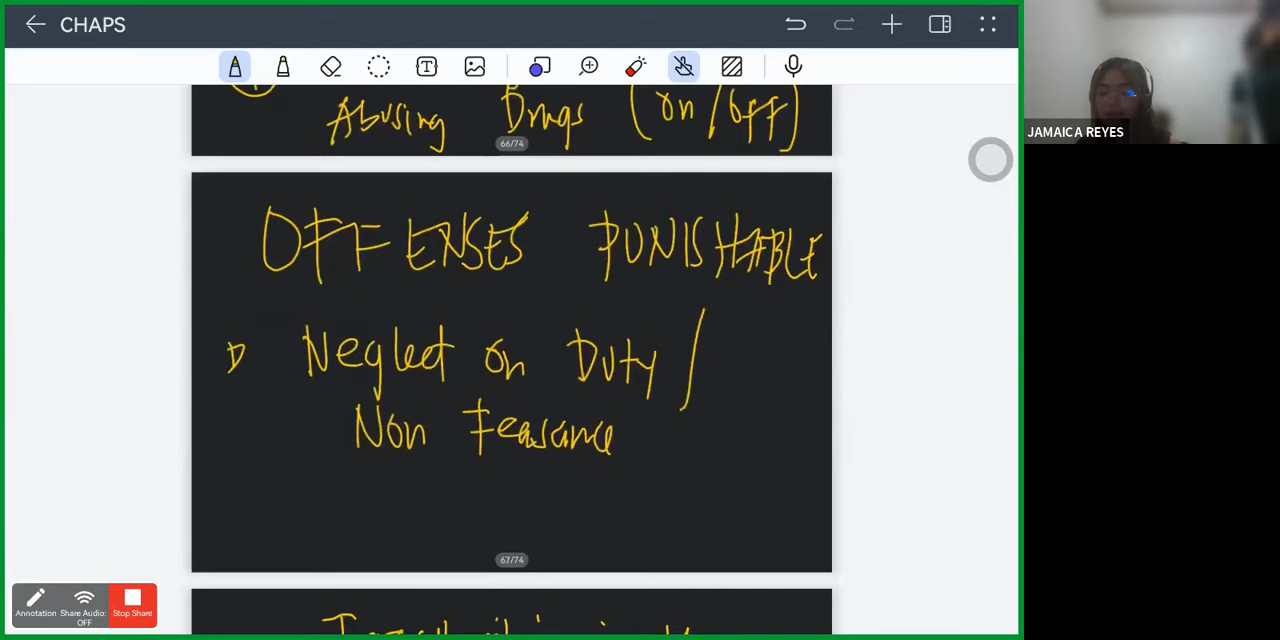 CHAPS
Abusing Drugs (on/off)
66/74
JAMAICA REYES
OFFENSES PUNISHABLE
Neglect on Duty/
Non Feasance
67/74
Annotation
Share Audio: OFF
Stop Share